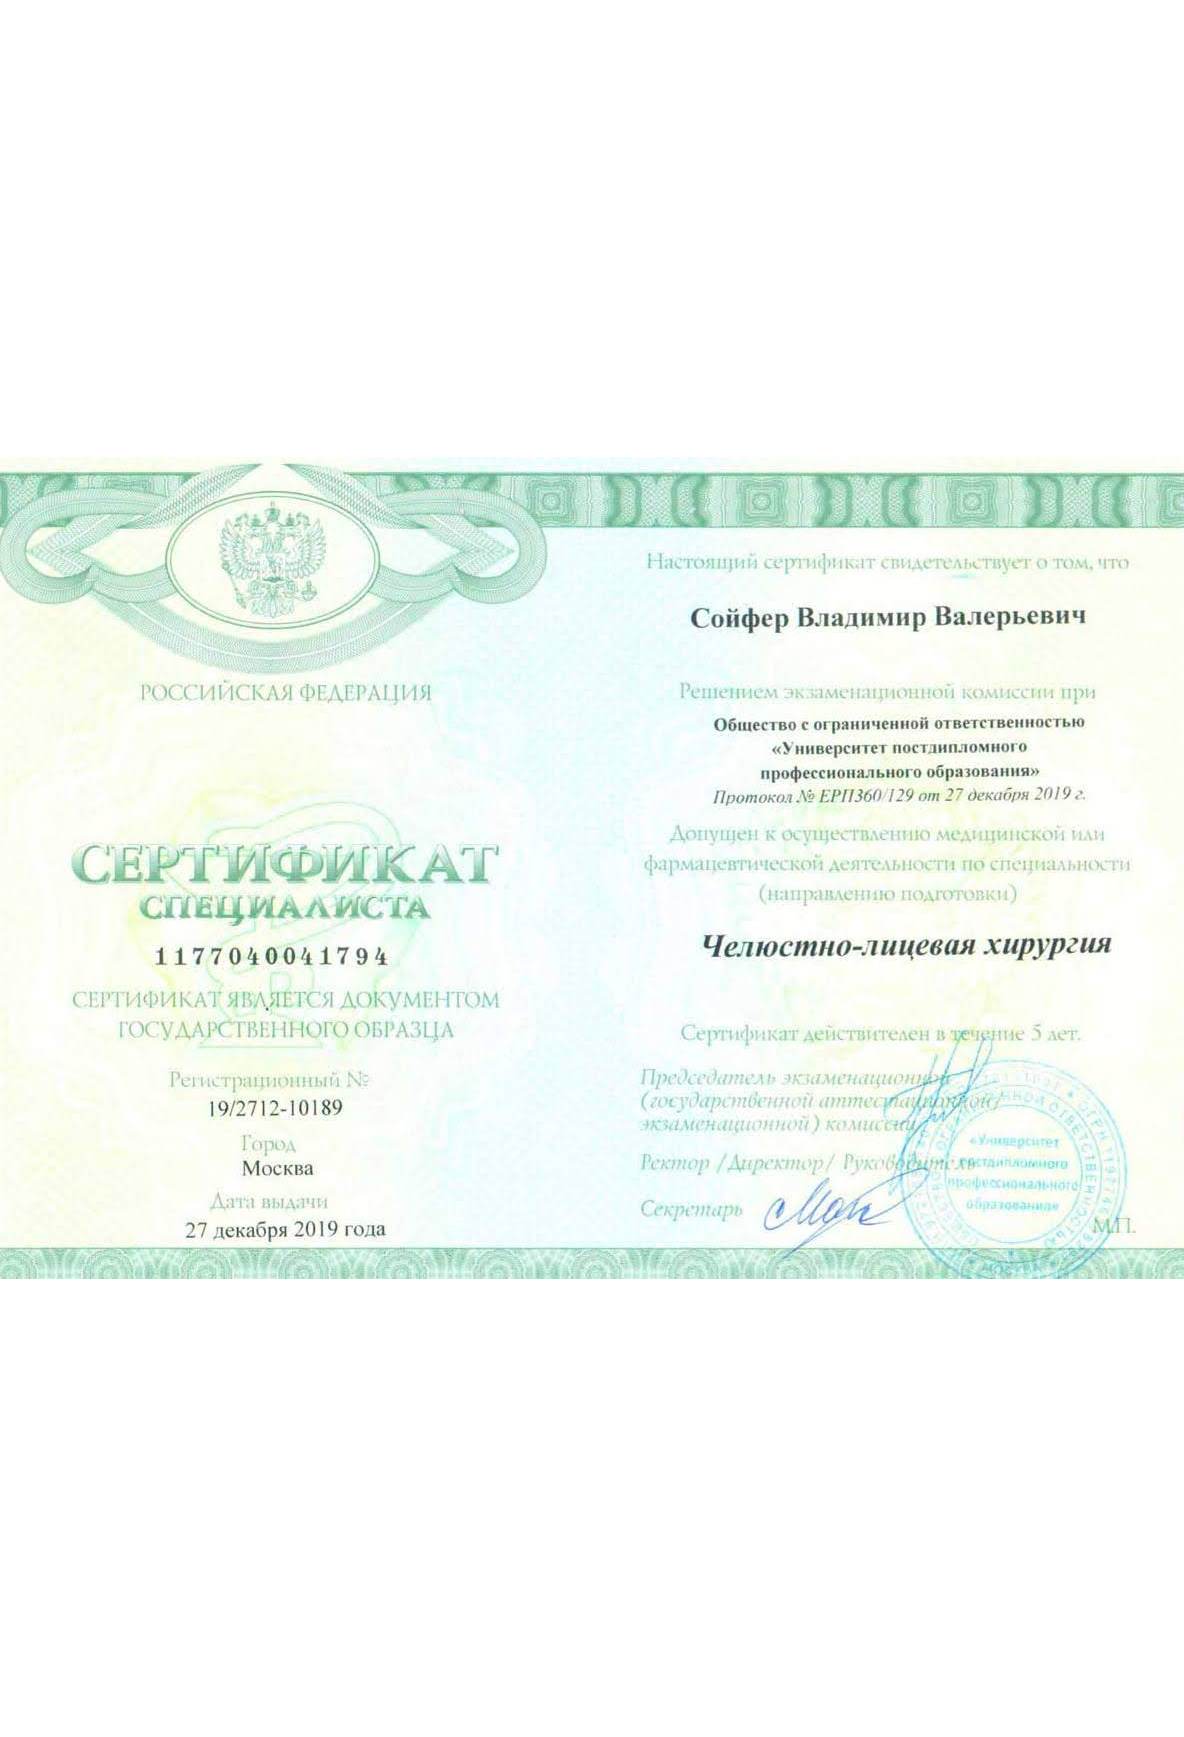 РОССИЙСКАЯ ФЕДЕРАЦИЯ
СЕРТИФИКАТ
СПЕЦИАЛИСТА
1177040041794
СЕРТИФИКАТ ЯВЛЯЕТСЯ ДОКУМЕНТОМ
ГОСУДАРСТВЕННОГО ОБРАЗЦА
Регистрационный №
19/2712-10189
Город
Москва
Дата выдачи
27 декабря 2019 года
Настоящий сертификат свидетельствует о том, что
Сойфер Владимир Валерьевич
Решением экзаменационной комиссии при
Общество с ограниченной ответственностью
«Университет постдипломного
профессионального образования»
Протокол № ЕРП360/129 от 27 декабря 2019 г.
Допущен к осуществлению медицинской или
фармацевтической деятельности по специальности
(направлению подготовки)
Челюстно-лицевая хирургия
Сертификат действителен в течение 5 лет.
Председатель экзаменационной
(государственной аттестационной/
экзаменационной) комиссии
Ректор /Директор/ Руководитель
Секретарь
М.П.
«Университет
постдипломного
профессионального
образования»
ОГРАНИЧЕННОЙ ОТВЕТСТВЕННОСТЬЮ
МОСКВА